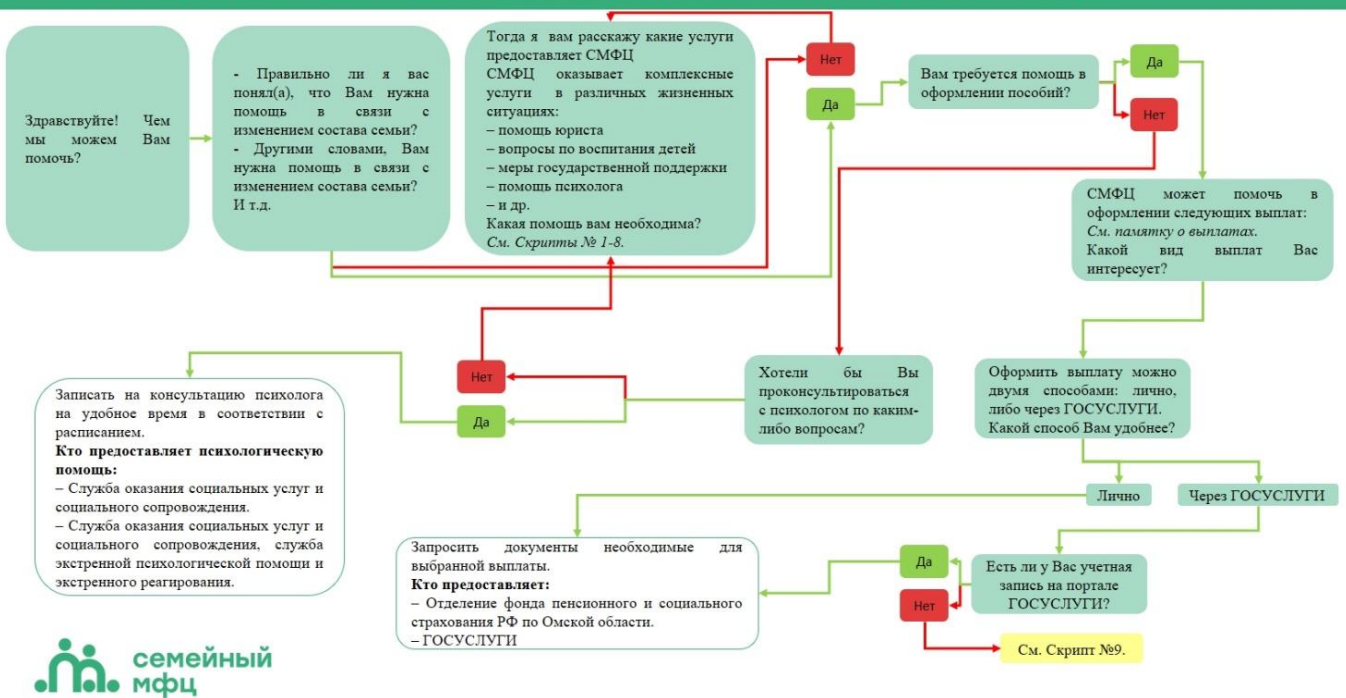 Здравствуйте! Чем
мы можем Вам
помочь?
- Правильно ли я вас
понял(а), что Вам нужна
помощь в связи с
изменением состава семьи?
- Другими словами, Вам
нужна помощь в связи с
изменением состава семьи?
И т.д.
Тогда я вам расскажу какие услуги
предоставляет СМФЦ
СМФЦ оказывает комплексные
услуги в различных жизненных
ситуациях:
– помощь юриста
– вопросы по воспитания детей
– меры государственной поддержки
– помощь психолога
– и др.
Какая помощь вам необходима?
См. Скрипты № 1-8.
Нет
Да
Вам требуется помощь в
оформлении пособий?
Да
Нет
СМФЦ может помочь в
оформлении следующих выплат:
См. памятку о выплатах.
Какой вид выплат Вас
интересует?
Оформить выплату можно
двумя способами: лично,
либо через ГОСУСЛУГИ.
Какой способ Вам удобнее?
Лично
Через ГОСУСЛУГИ
Хотели бы Вы
проконсультироваться
с психологом по каким-
либо вопросам?
Нет
Да
Записать на консультацию психолога
на удобное время в соответствии с
расписанием.
Кто предоставляет психологическую
помощь:
– Служба оказания социальных услуг и
социального сопровождения.
– Служба оказания социальных услуг и
социального сопровождения, служба
экстренной психологической помощи и
экстренного реагирования.
Запросить документы необходимые для
выбранной выплаты.
Кто предоставляет:
– Отделение фонда пенсионного и социального
страхования РФ по Омской области.
– ГОСУСЛУГИ
Да
Нет
Есть ли у Вас учетная
запись на портале
ГОСУСЛУГИ?
См. Скрипт №9.
семейный
мфц